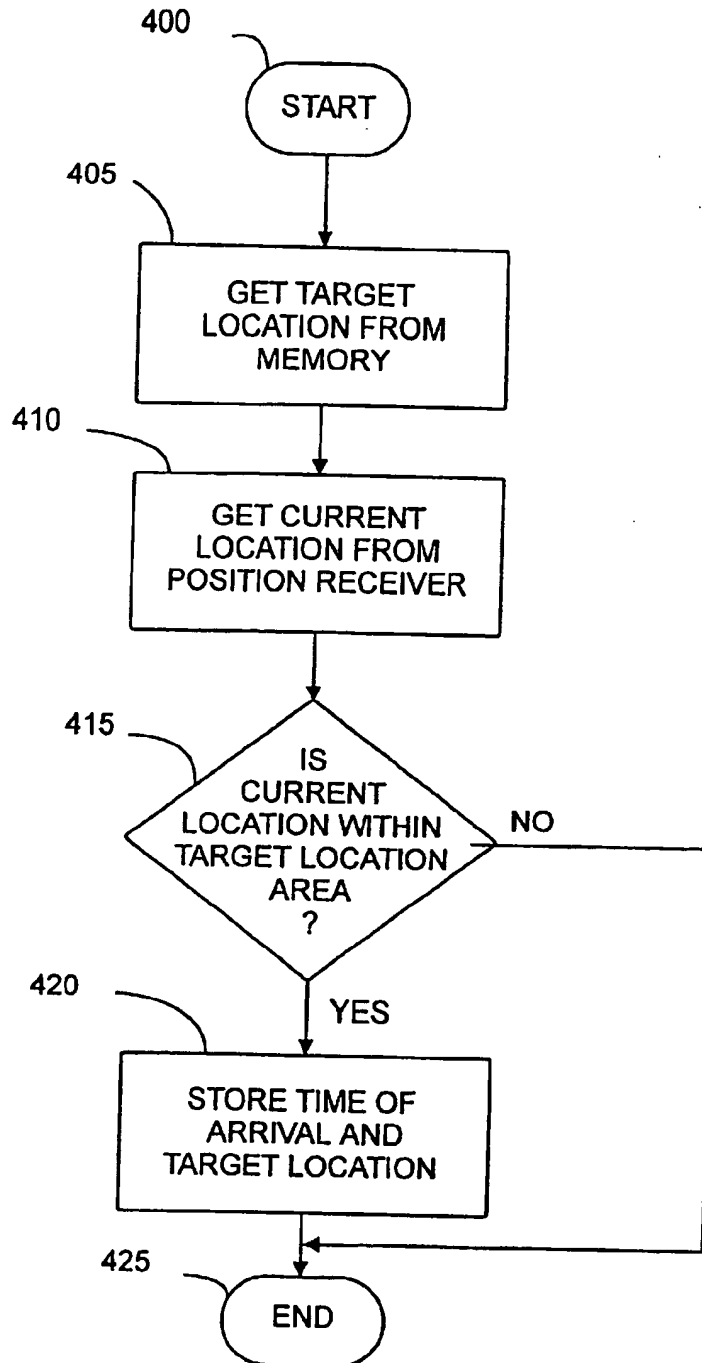 400
START
405
GET TARGET
LOCATION FROM
MEMORY
410
GET CURRENT
LOCATION FROM
POSITION RECEIVER
415
IS
CURRENT
LOCATION WITHIN
TARGET LOCATION
AREA
?
NO
YES
420
STORE TIME OF
ARRIVAL AND
TARGET LOCATION
425
END